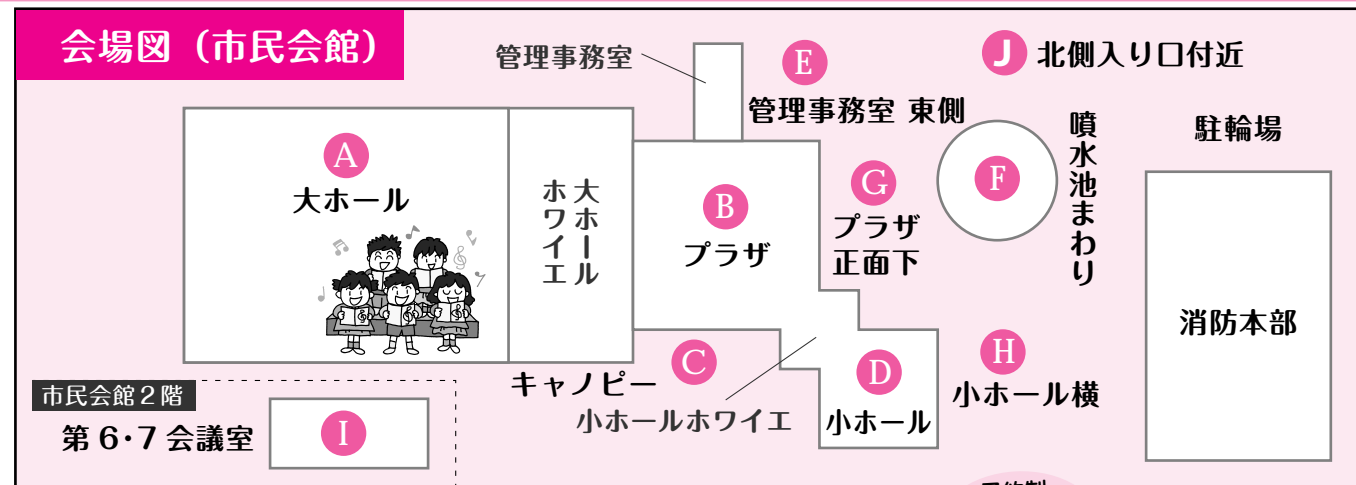 会場図（市民会館）
管理事務室
E
管理事務室 東側
J 北側入り口付近
A
大ホール
大ホール
ホワイエ
B
プラザ
G
プラザ
正面下
F
噴水池まわり
駐輪場
消防本部
C
キャノピー
小ホールホワイエ
D
小ホール
H
小ホール横
市民会館２階
第 6･7 会議室
I